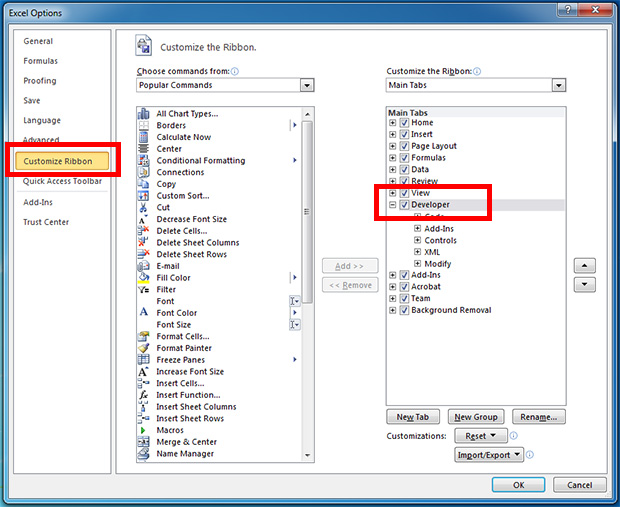 Excel Options
General
Formulas
Proofing
Save
Language
Advanced
Customize Ribbon
Quick Access Toolbar
Add-Ins
Trust Center
Customize the Ribbon.
Choose commands from:
Popular Commands
All Chart Types...
Borders
Calculate Now
Center
Conditional Formatting
Connections
Copy
Custom Sort...
Cut
Decrease Font Size
Delete Cells...
Delete Sheet Columns
Delete Sheet Rows
E-mail
Fill Color
Filter
Font
Font Color
Font Size
Format Cells...
Format Painter
Freeze Panes
Increase Font Size
Insert Cells...
Insert Function...
Insert Sheet Columns
Insert Sheet Rows
Macros
Merge & Center
Name Manager
Add >>
<< Remove
Customize the Ribbon:
Main Tabs
Main Tabs
Home
Insert
Page Layout
Formulas
Data
Review
View
Developer
Code
Add-Ins
Controls
XML
Modify
Add-Ins
Acrobat
Team
Background Removal
New Tab
New Group
Rename...
Customizations:
Reset
Import/Export
OK
Cancel